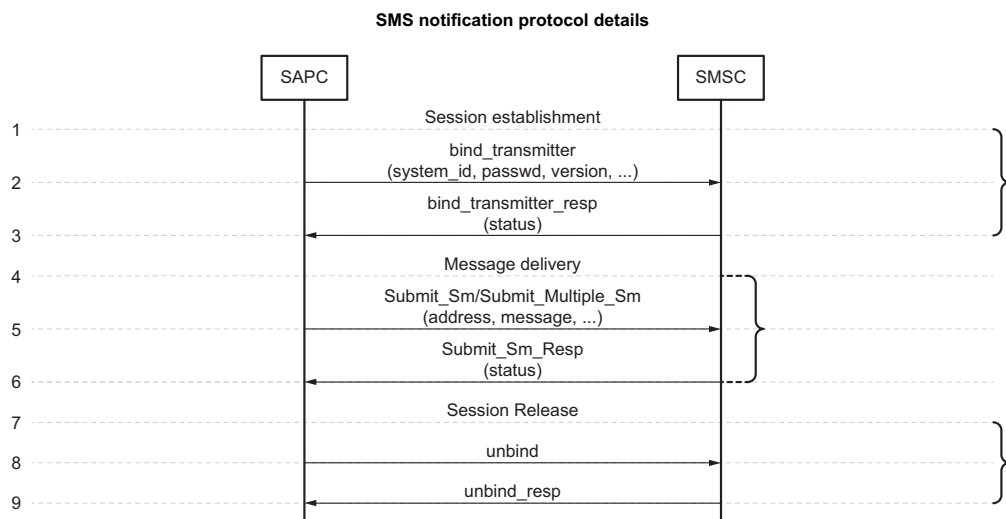 SMS notification protocol details
SAPC
SMSC
1
Session establishment
bind_transmitter
2
(system_id, passwd, version, ...)
bind_transmitter_resp
3
(status)
4
Message delivery
Submit_Sm/Submit_Multiple_Sm
5
(address, message, ...)
Submit_Sm_Resp
6
(status)
7
Session Release
8
unbind
9
unbind_resp